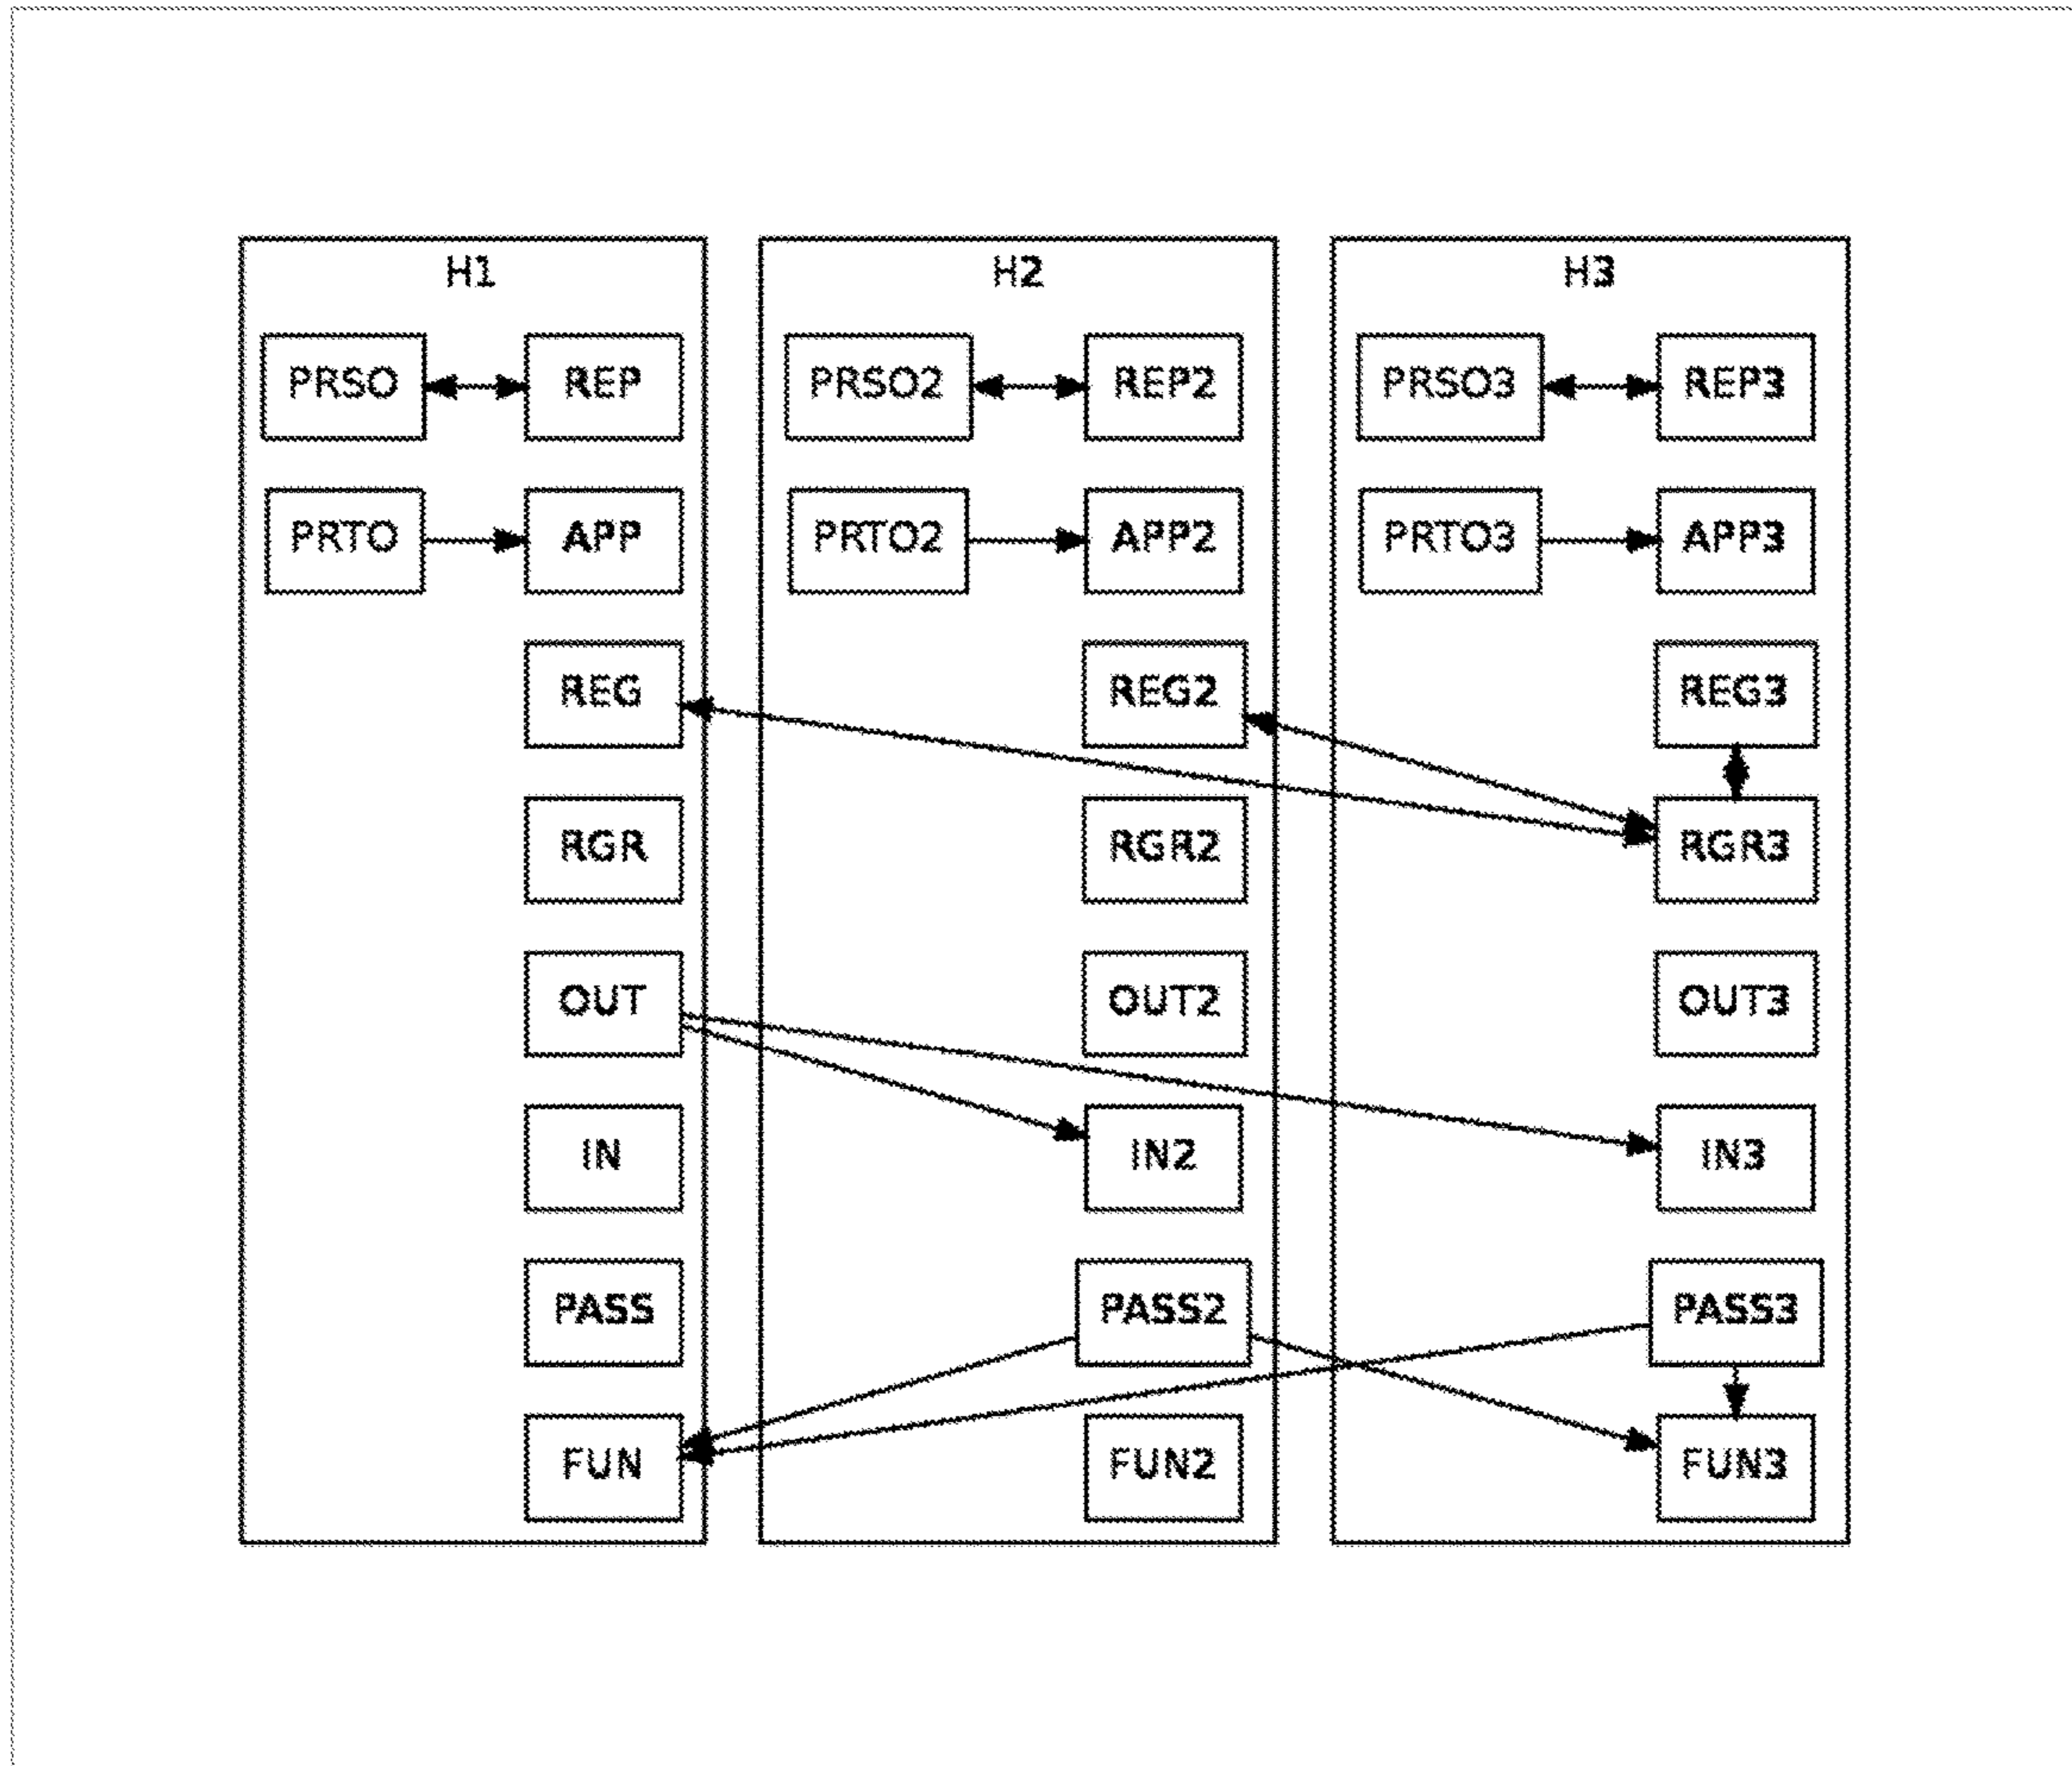 H1
PRSO
REP
PRTO
APP
REG
RGR
OUT
IN
PASS
FUN
H2
PRSO2
REP2
PRTO2
APP2
REG2
RGR2
OUT2
IN2
PASS2
FUN2
H3
PRSO3
REP3
PRTO3
APP3
REG3
RGR3
OUT3
IN3
PASS3
FUN3